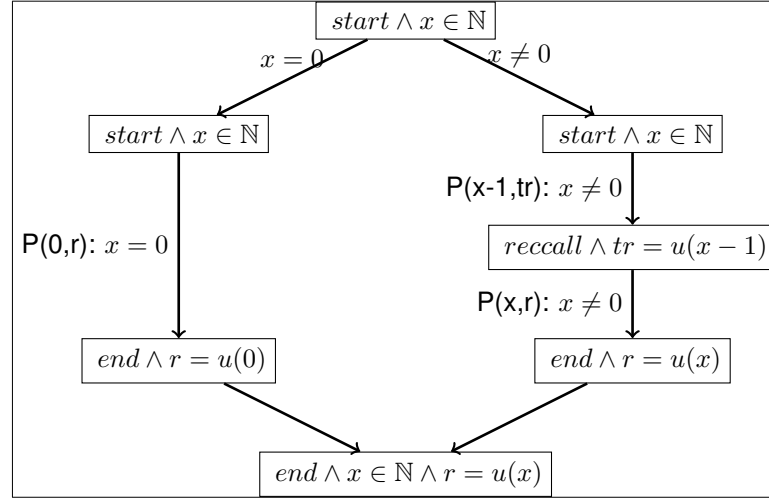 start ∧ x ∈ ℕ
x = 0
x ≠ 0
start ∧ x ∈ ℕ
start ∧ x ∈ ℕ
P(x-1,tr): x ≠ 0
P(0,r): x = 0
reccall ∧ tr = u(x − 1)
P(x,r): x ≠ 0
end ∧ r = u(0)
end ∧ r = u(x)
end ∧ x ∈ ℕ ∧ r = u(x)